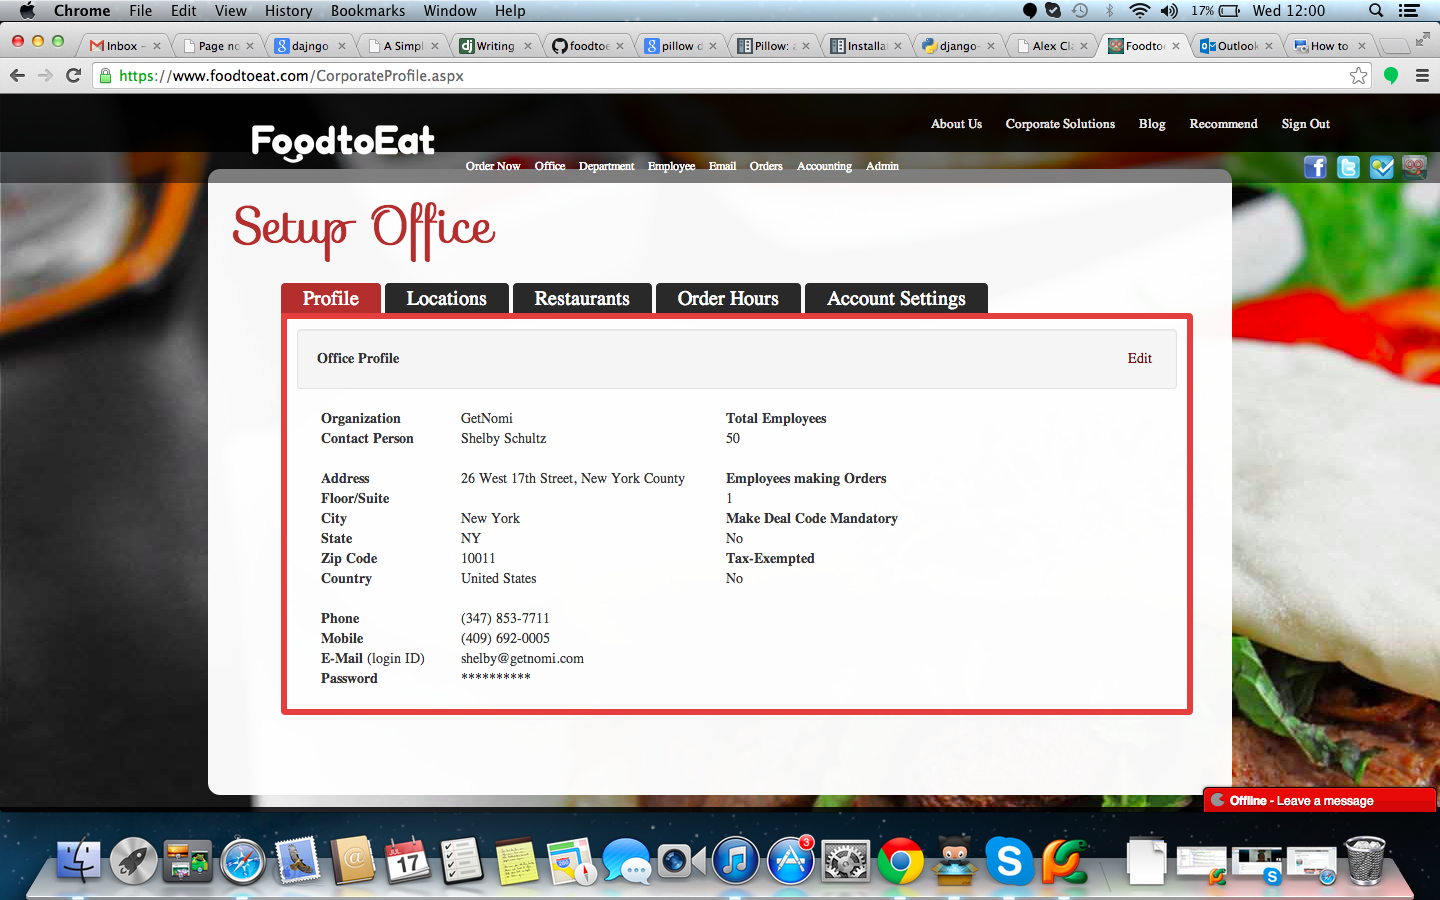 Chrome File Edit View History Bookmarks Window Help 17% Wed 12:00
Inbox - Page no dajngo A Simpl dj Writing foodtoe pillow d Pillow: Installa django- Alex Cla Foodto Outlook How to
https://www.foodtoeat.com/CorporateProfile.aspx
About Us Corporate Solutions Blog Recommend Sign Out
FoodtoEat
Order Now Office Department Employee Email Orders Accounting Admin
Setup Office
Profile Locations Restaurants Order Hours Account Settings
Office Profile Edit
Organization GetNomi Total Employees
Contact Person Shelby Schultz 50
Address 26 West 17th Street, New York County Employees making Orders
Floor/Suite 1
City New York Make Deal Code Mandatory
State NY No
Zip Code 10011 Tax-Exempted
Country United States No
Phone (347) 853-7711
Mobile (409) 692-0005
E-Mail (login ID) shelby@getnomi.com
Password **********
Offline - Leave a message
JUL 17 3